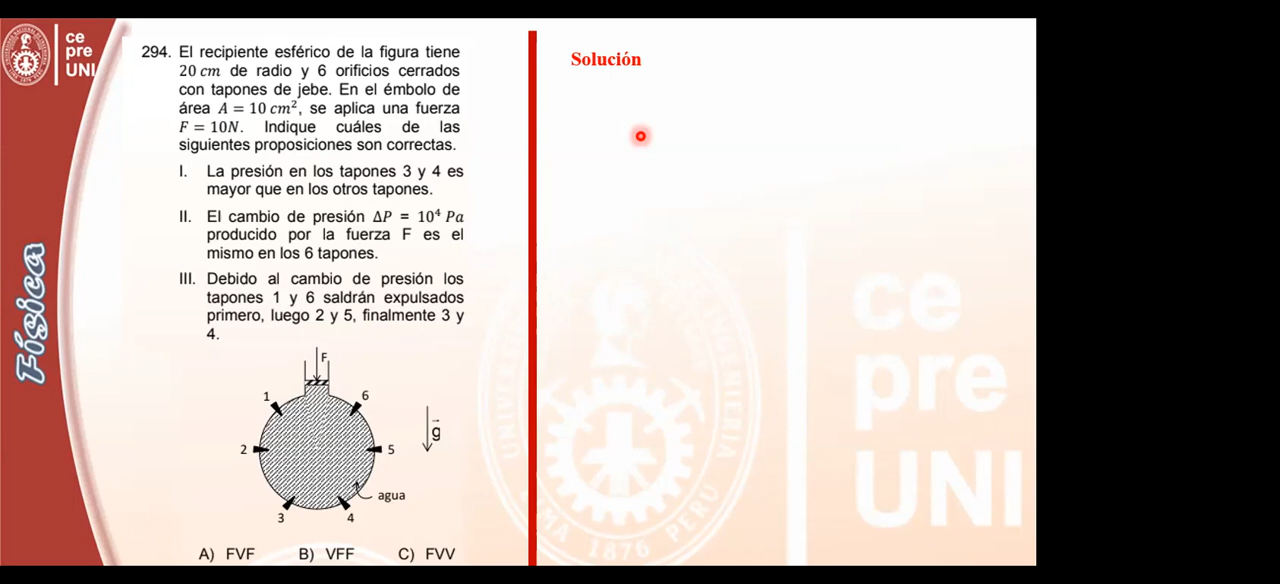 ce
pre
UNI
Física
294. El recipiente esférico de la figura tiene
20 cm de radio y 6 orificios cerrados
con tapones de jebe. En el émbolo de
área A = 10 cm², se aplica una fuerza
F = 10N. Indique cuáles de las
siguientes proposiciones son correctas.
I. La presión en los tapones 3 y 4 es
mayor que en los otros tapones.
II. El cambio de presión ΔP = 10⁴ Pa
producido por la fuerza F es el
mismo en los 6 tapones.
III. Debido al cambio de presión los
tapones 1 y 6 saldrán expulsados
primero, luego 2 y 5, finalmente 3 y
4.
F
1
6
g
2
5
agua
3
4
A) FVF B) VFF C) FVV
Solución
ce
pre
UNI
1876